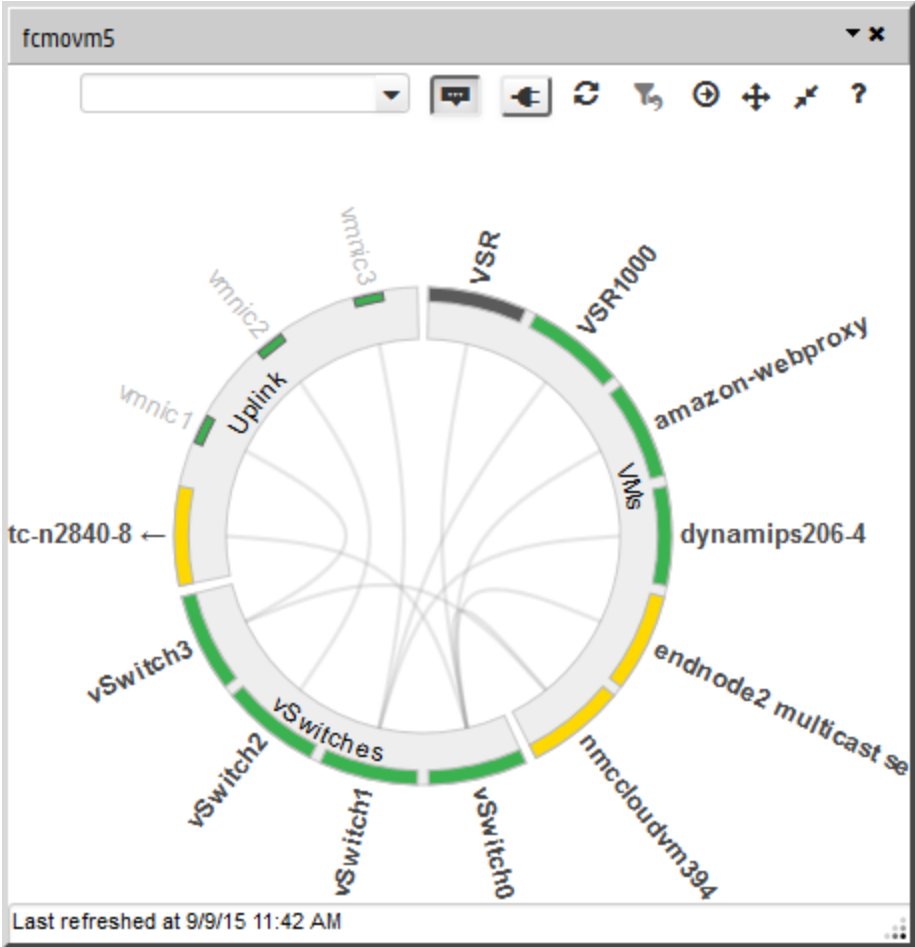 fcmovm5
?
VSR
VSR1000
amazon-webproxy
dynamips206-4
endnode2 multicast se
nmccloudvm394
vSwitch0
vSwitch1
vSwitch2
vSwitch3
tc-n2840-8 ←
vmnic1
vmnic2
vmnic3
Uplink
VMs
vSwitches
Last refreshed at 9/9/15 11:42 AM